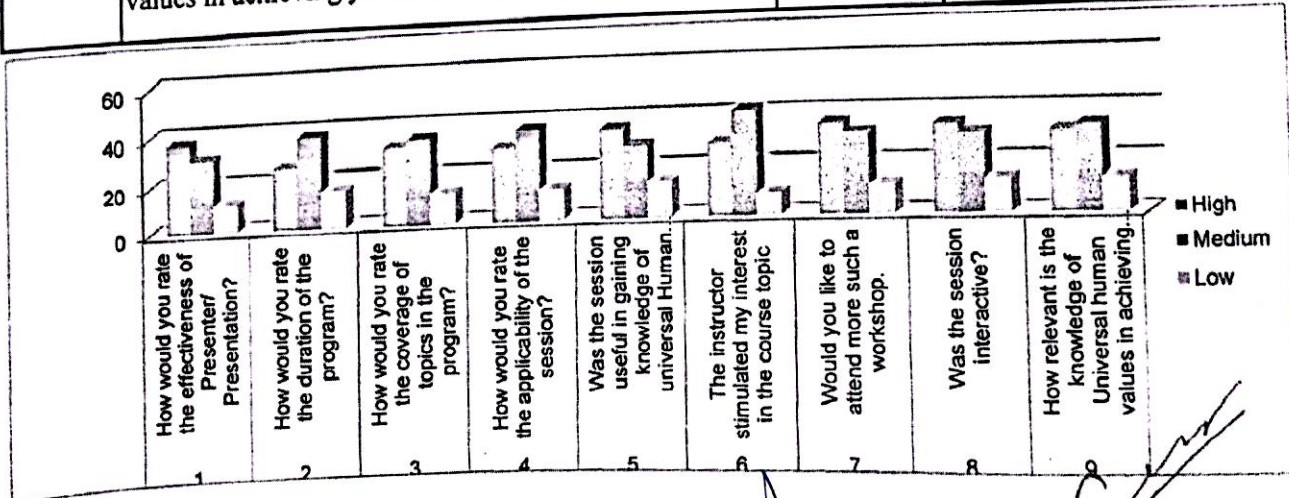 values in achieving
60
40
20
0
High
Medium
Low
How would you rate
the effectiveness of
Presenter/
Presentation?
1
How would you rate
the duration of the
program?
2
How would you rate
the coverage of
topics in the
program?
3
How would you rate
the applicability of the
session?
4
Was the session
useful in gaining
knowledge of
universal Human..
5
The instructor
stimulated my interest
in the course topic
6
Would you like to
attend more such a
workshop.
7
Was the session
interactive?
8
How relevant is the
knowledge of
Universal human
values in achieving..
9